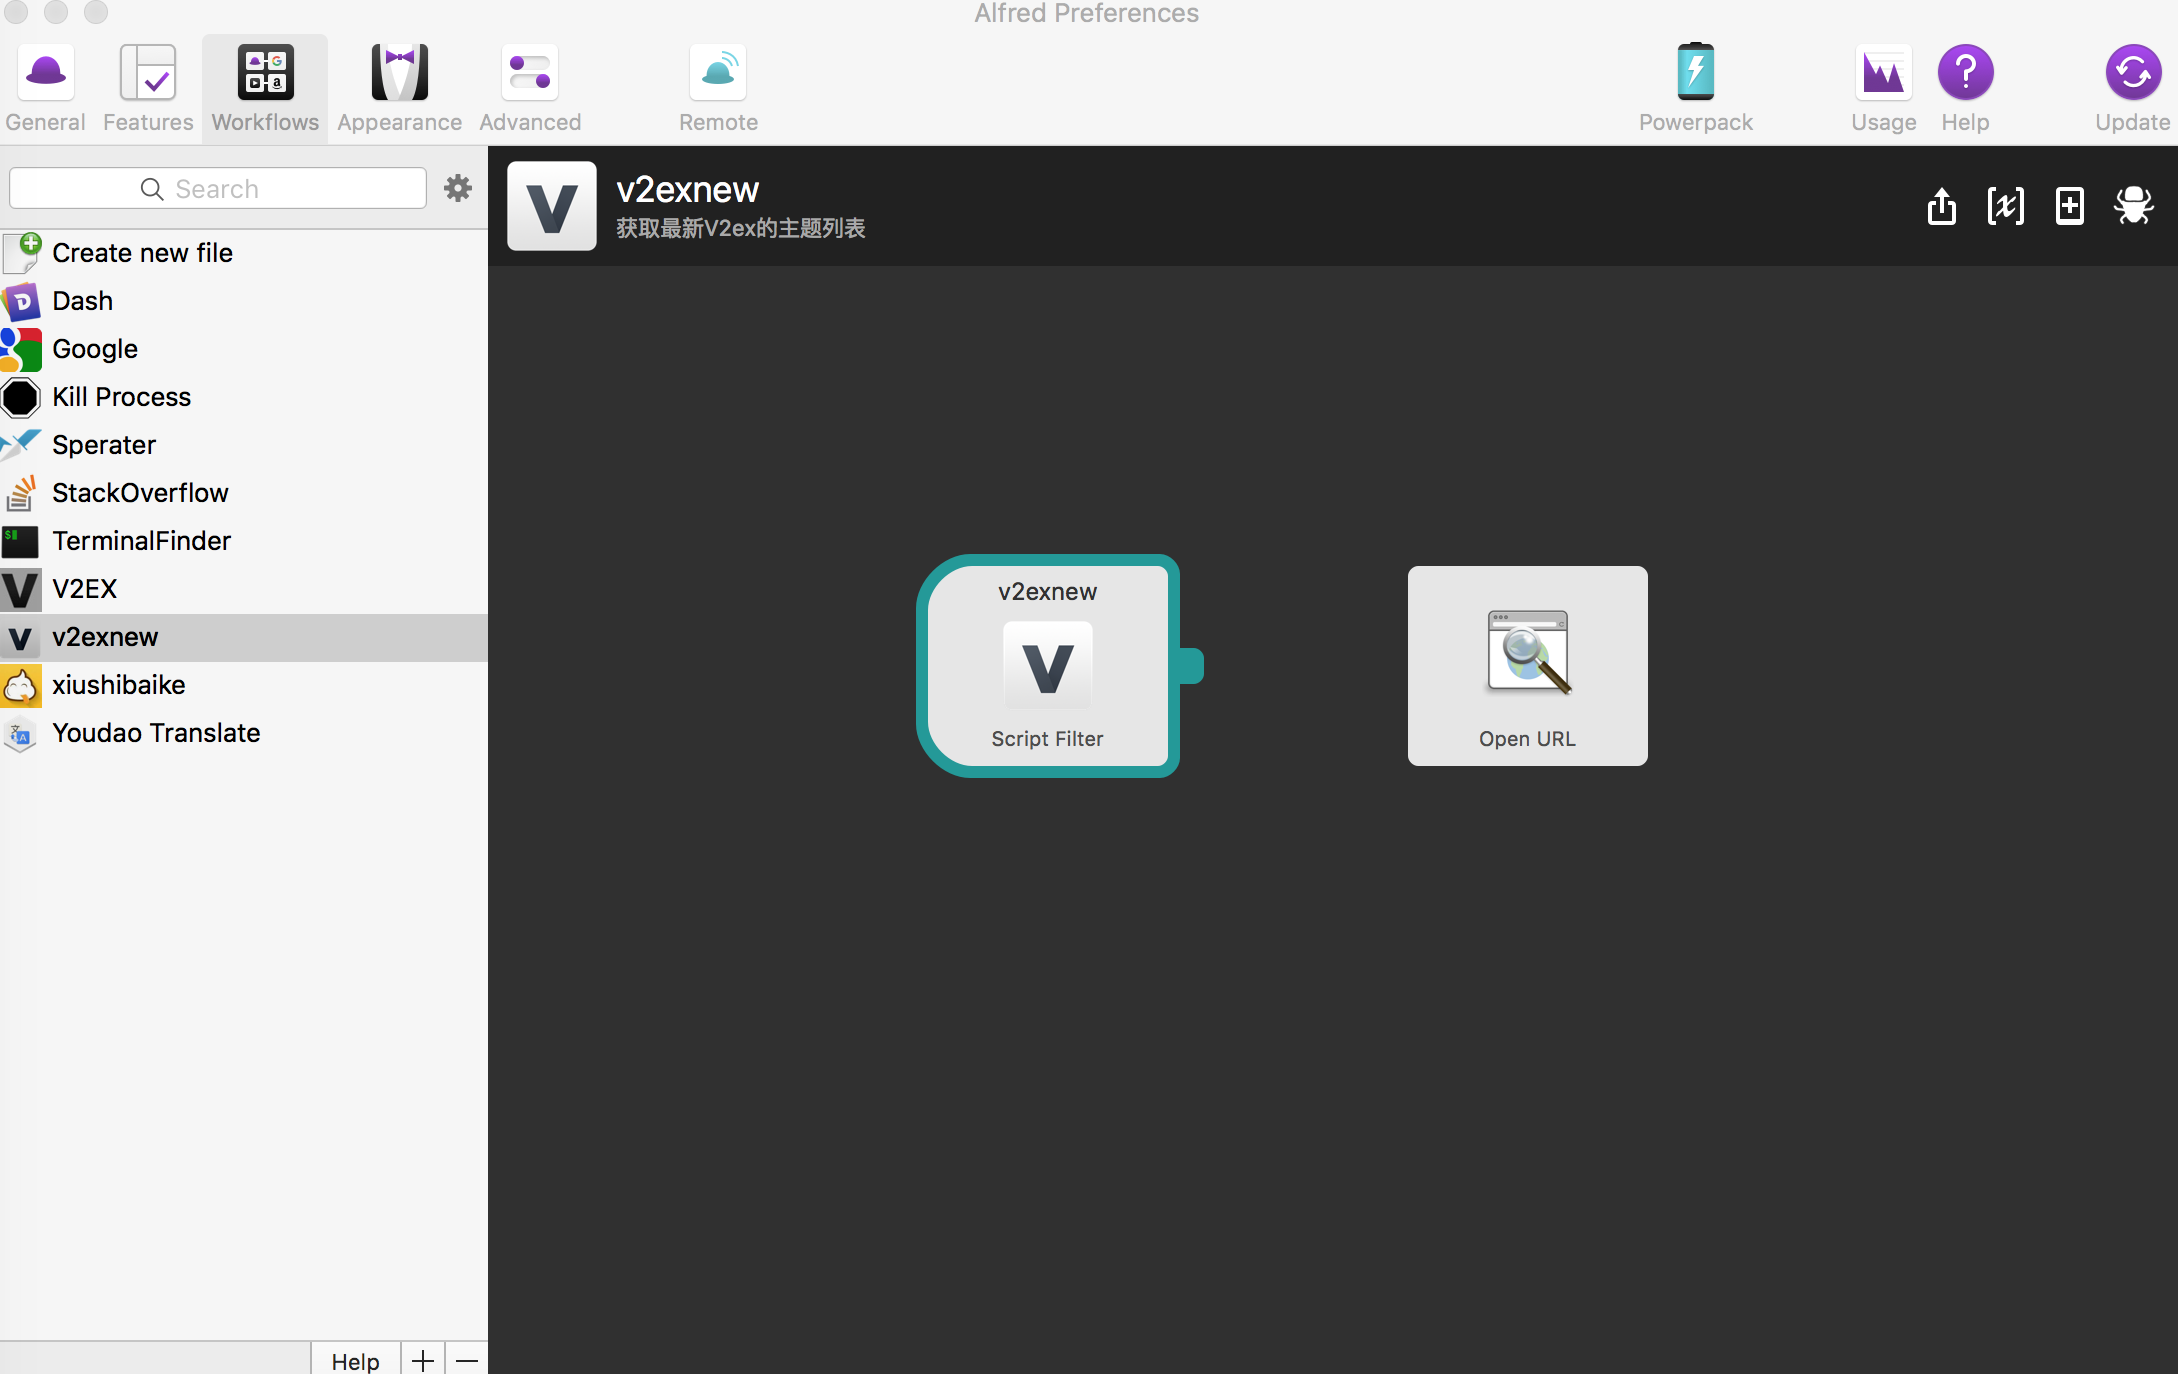 Alfred Preferences
General
Features
Workflows
Appearance
Advanced
Remote
Powerpack
Usage
Help
Update
Search
v2exnew
获取最新V2ex的主题列表
Create new file
Dash
Google
Kill Process
Sperater
StackOverflow
TerminalFinder
V2EX
v2exnew
xiushibaike
Youdao Translate
v2exnew
Script Filter
Open URL
Help